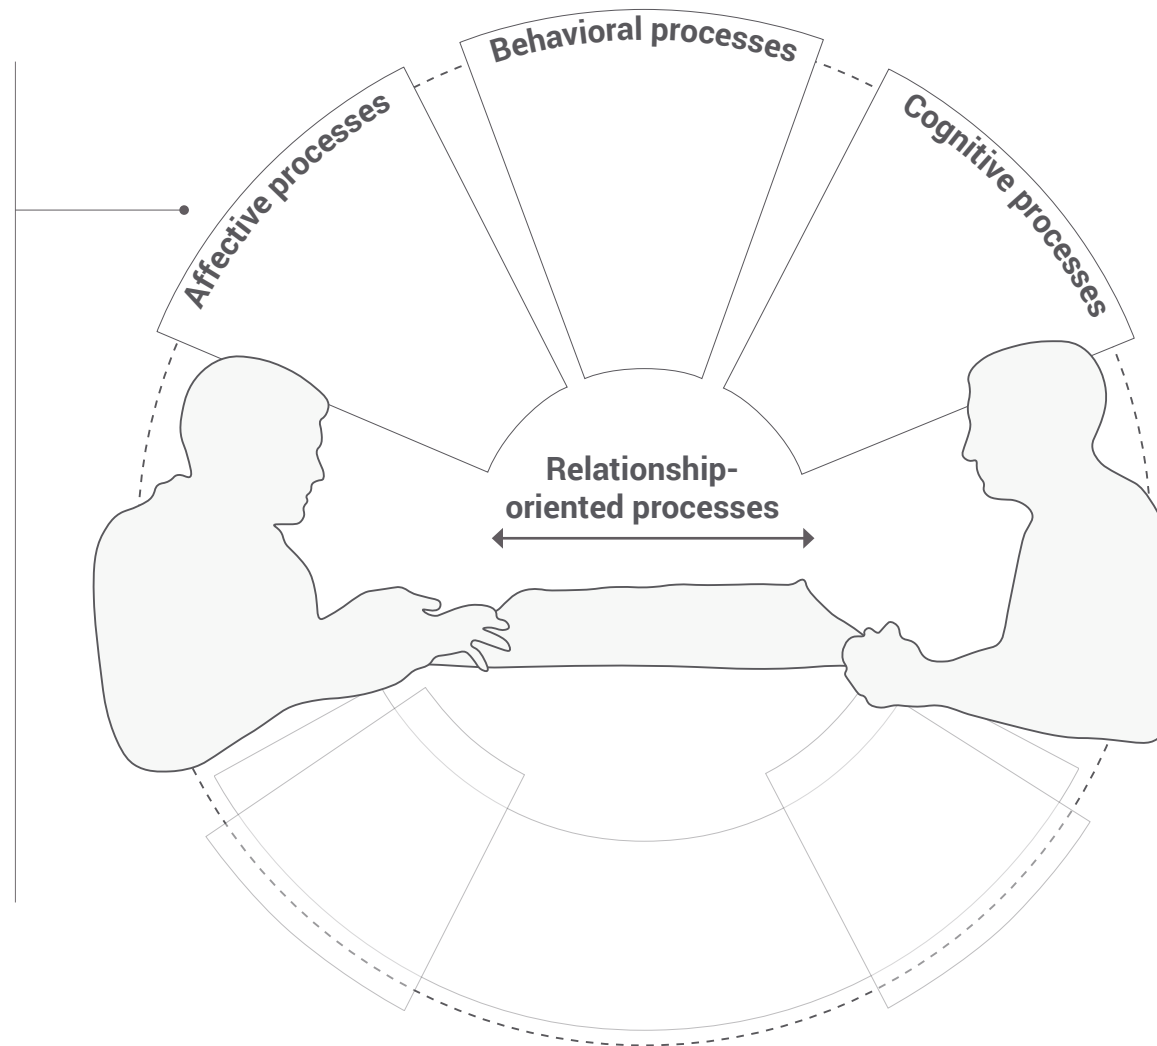 Affective processes
Behavioral processes
Cognitive processes
Relationship-
oriented processes